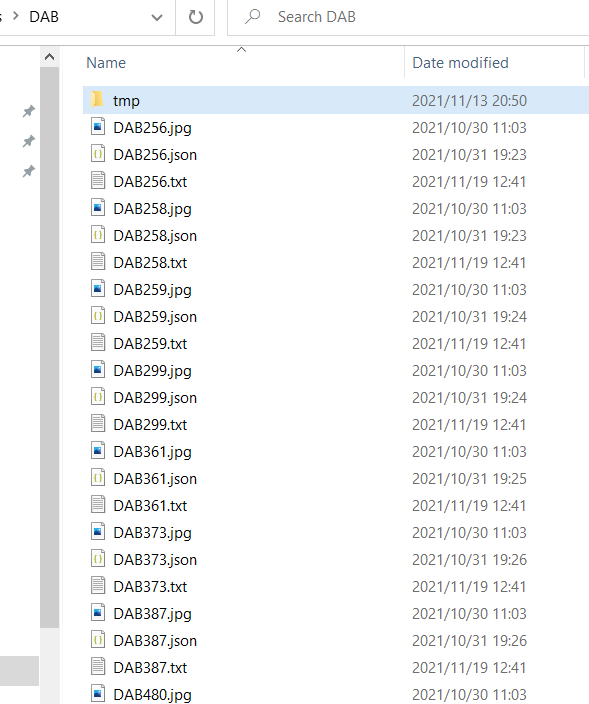 DAB Search DAB
Name Date modified
tmp 2021/11/13 20:50
DAB256.jpg 2021/10/30 11:03
DAB256.json 2021/10/31 19:23
DAB256.txt 2021/11/19 12:41
DAB258.jpg 2021/10/30 11:03
DAB258.json 2021/10/31 19:23
DAB258.txt 2021/11/19 12:41
DAB259.jpg 2021/10/30 11:03
DAB259.json 2021/10/31 19:24
DAB259.txt 2021/11/19 12:41
DAB299.jpg 2021/10/30 11:03
DAB299.json 2021/10/31 19:24
DAB299.txt 2021/11/19 12:41
DAB361.jpg 2021/10/30 11:03
DAB361.json 2021/10/31 19:25
DAB361.txt 2021/11/19 12:41
DAB373.jpg 2021/10/30 11:03
DAB373.json 2021/10/31 19:26
DAB373.txt 2021/11/19 12:41
DAB387.jpg 2021/10/30 11:03
DAB387.json 2021/10/31 19:26
DAB387.txt 2021/11/19 12:41
DAB480.jpg 2021/10/30 11:03